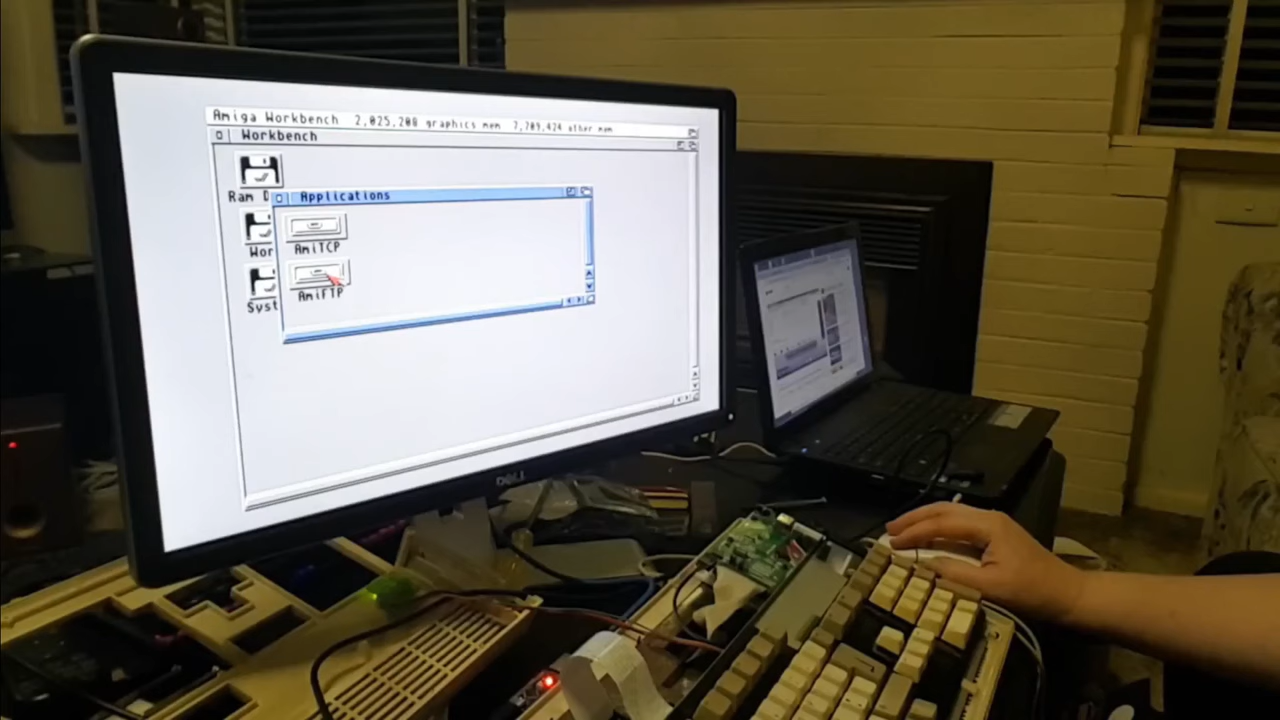 Amiga Workbench 2,025,208 graphics mem 7,709,424 other mem
Workbench
Ram D
Applications
AmiTCP
Wor
AmiFTP
Syst
DELL